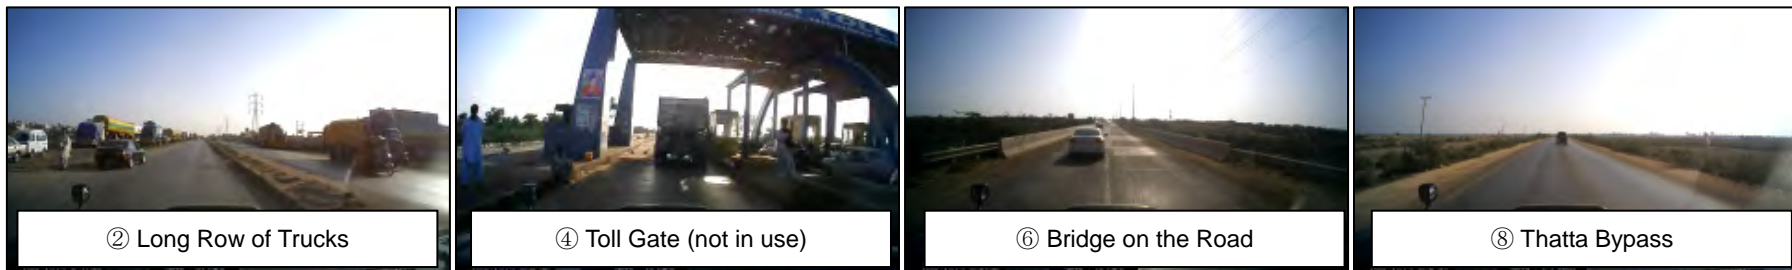 TOLL
② Long Row of Trucks
④ Toll Gate (not in use)
⑥ Bridge on the Road
⑧ Thatta Bypass